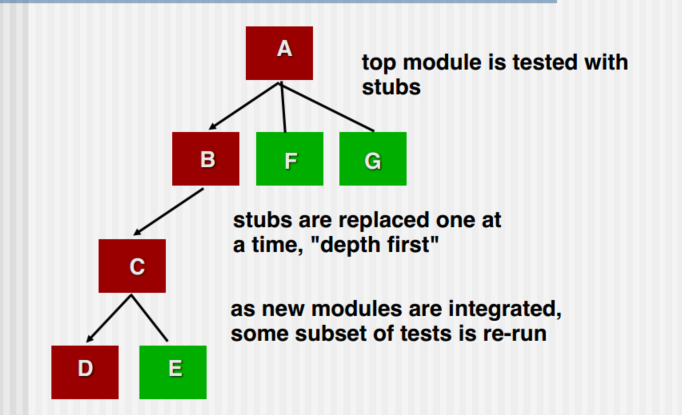 A
top module is tested with
stubs
B
F
G
stubs are replaced one at
a time, "depth first"
C
as new modules are integrated,
some subset of tests is re-run
D
E